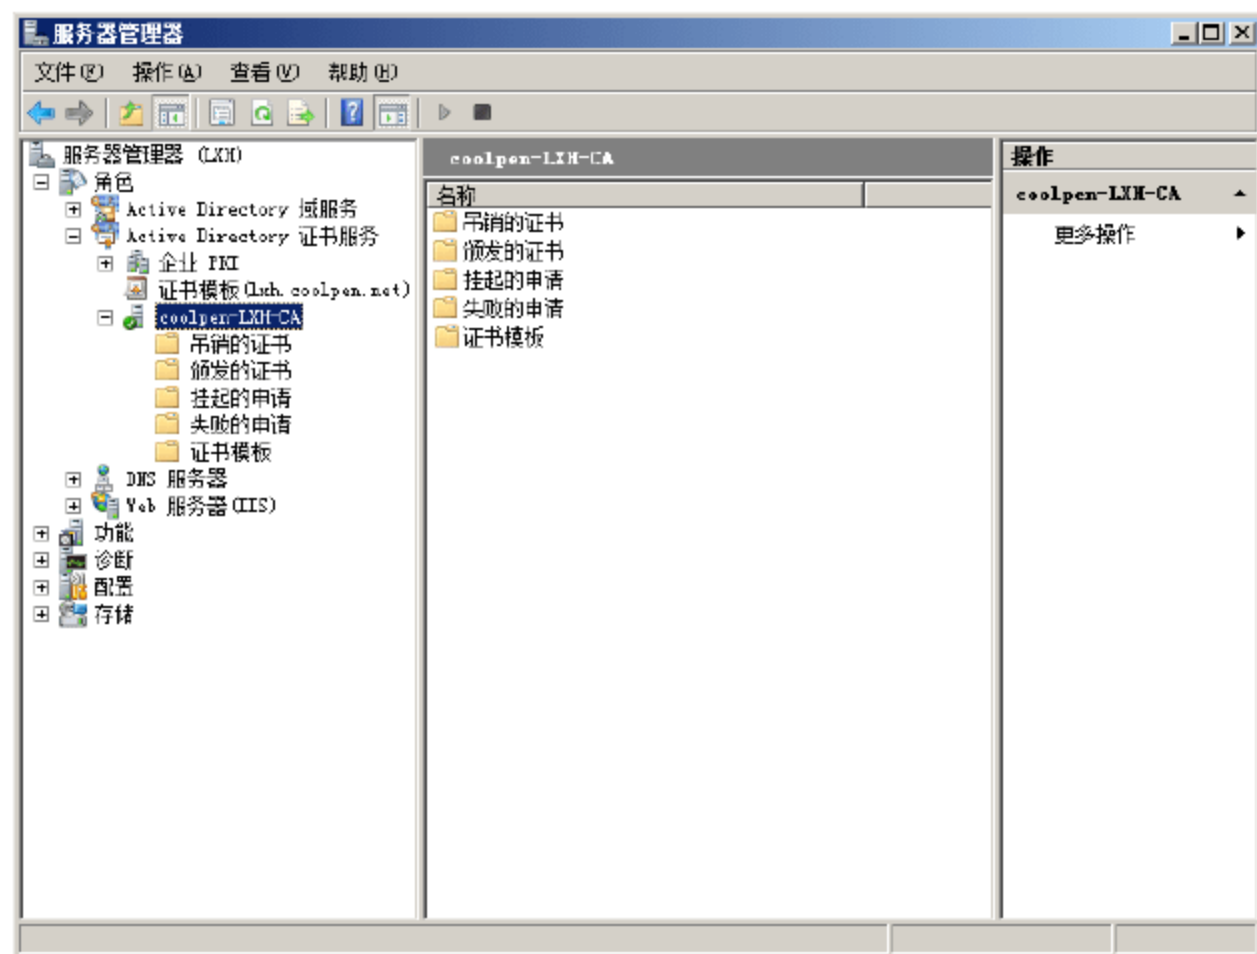 服务器管理器
文件(F) 操作(A) 查看(V) 帮助(H)
服务器管理器 (LXH)
角色
Active Directory 域服务
Active Directory 证书服务
企业 PKI
证书模板(lxh.coolpen.net)
coolpen-LXH-CA
吊销的证书
颁发的证书
挂起的申请
失败的申请
证书模板
DNS 服务器
Web 服务器(IIS)
功能
诊断
配置
存储
coolpen-LXH-CA
名称
吊销的证书
颁发的证书
挂起的申请
失败的申请
证书模板
操作
coolpen-LXH-CA
更多操作